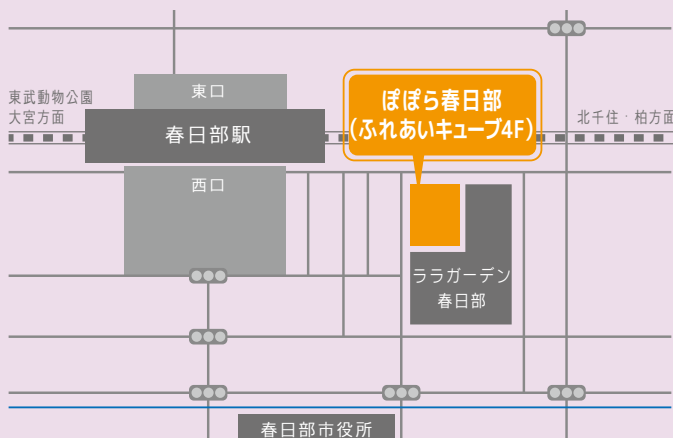 東口
東武動物公園
大宮方面
春日部駅
ぽぽら春日部
(ふれあいキューブ4F)
北千住・柏方面
西口
ララガーデン
春日部
春日部市役所